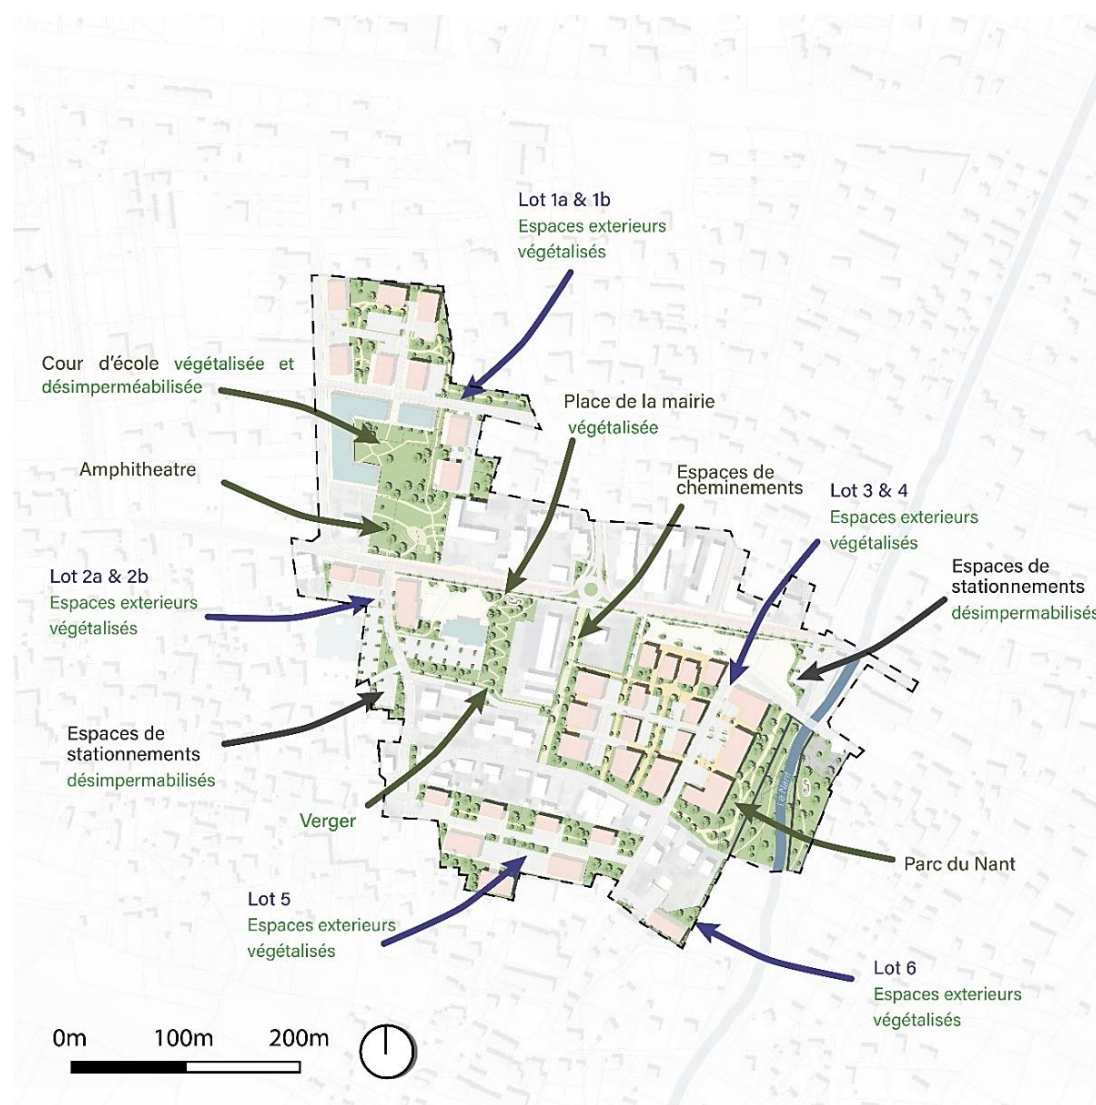 Lot 1a & 1b
Espaces exterieurs
végétalisés
Cour d'école végétalisée et
désimperméabilisée
Place de la mairie
végétalisée
Amphitheatre
Espaces de
cheminements
Lot 3 & 4
Espaces exterieurs
végétalisés
Espaces de
stationnements
désimpermabilisés
Lot 2a & 2b
Espaces exterieurs
végétalisés
Espaces de
stationnements
désimpermabilisés
Le Nant
Verger
Parc du Nant
Lot 5
Espaces exterieurs
végétalisés
Lot 6
Espaces exterieurs
végétalisés
0m 100m 200m